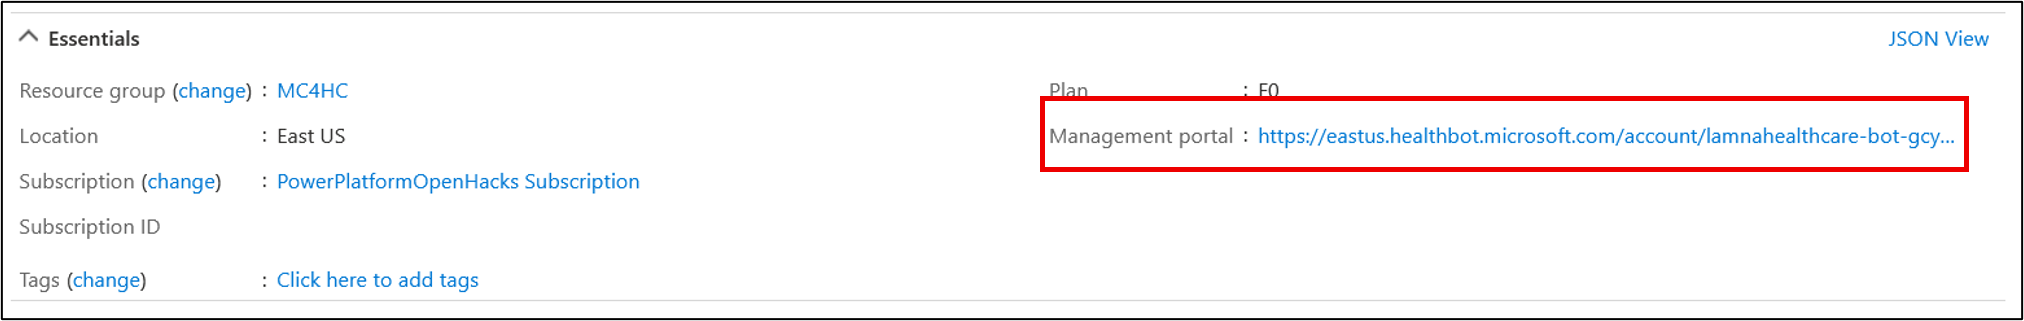 Essentials
JSON View
Resource group (change) : MC4HC
Plan : F0
Location : East US
Management portal : https://eastus.healthbot.microsoft.com/account/lamnahealthcare-bot-gcy...
Subscription (change) : PowerPlatformOpenHacks Subscription
Subscription ID
Tags (change) : Click here to add tags